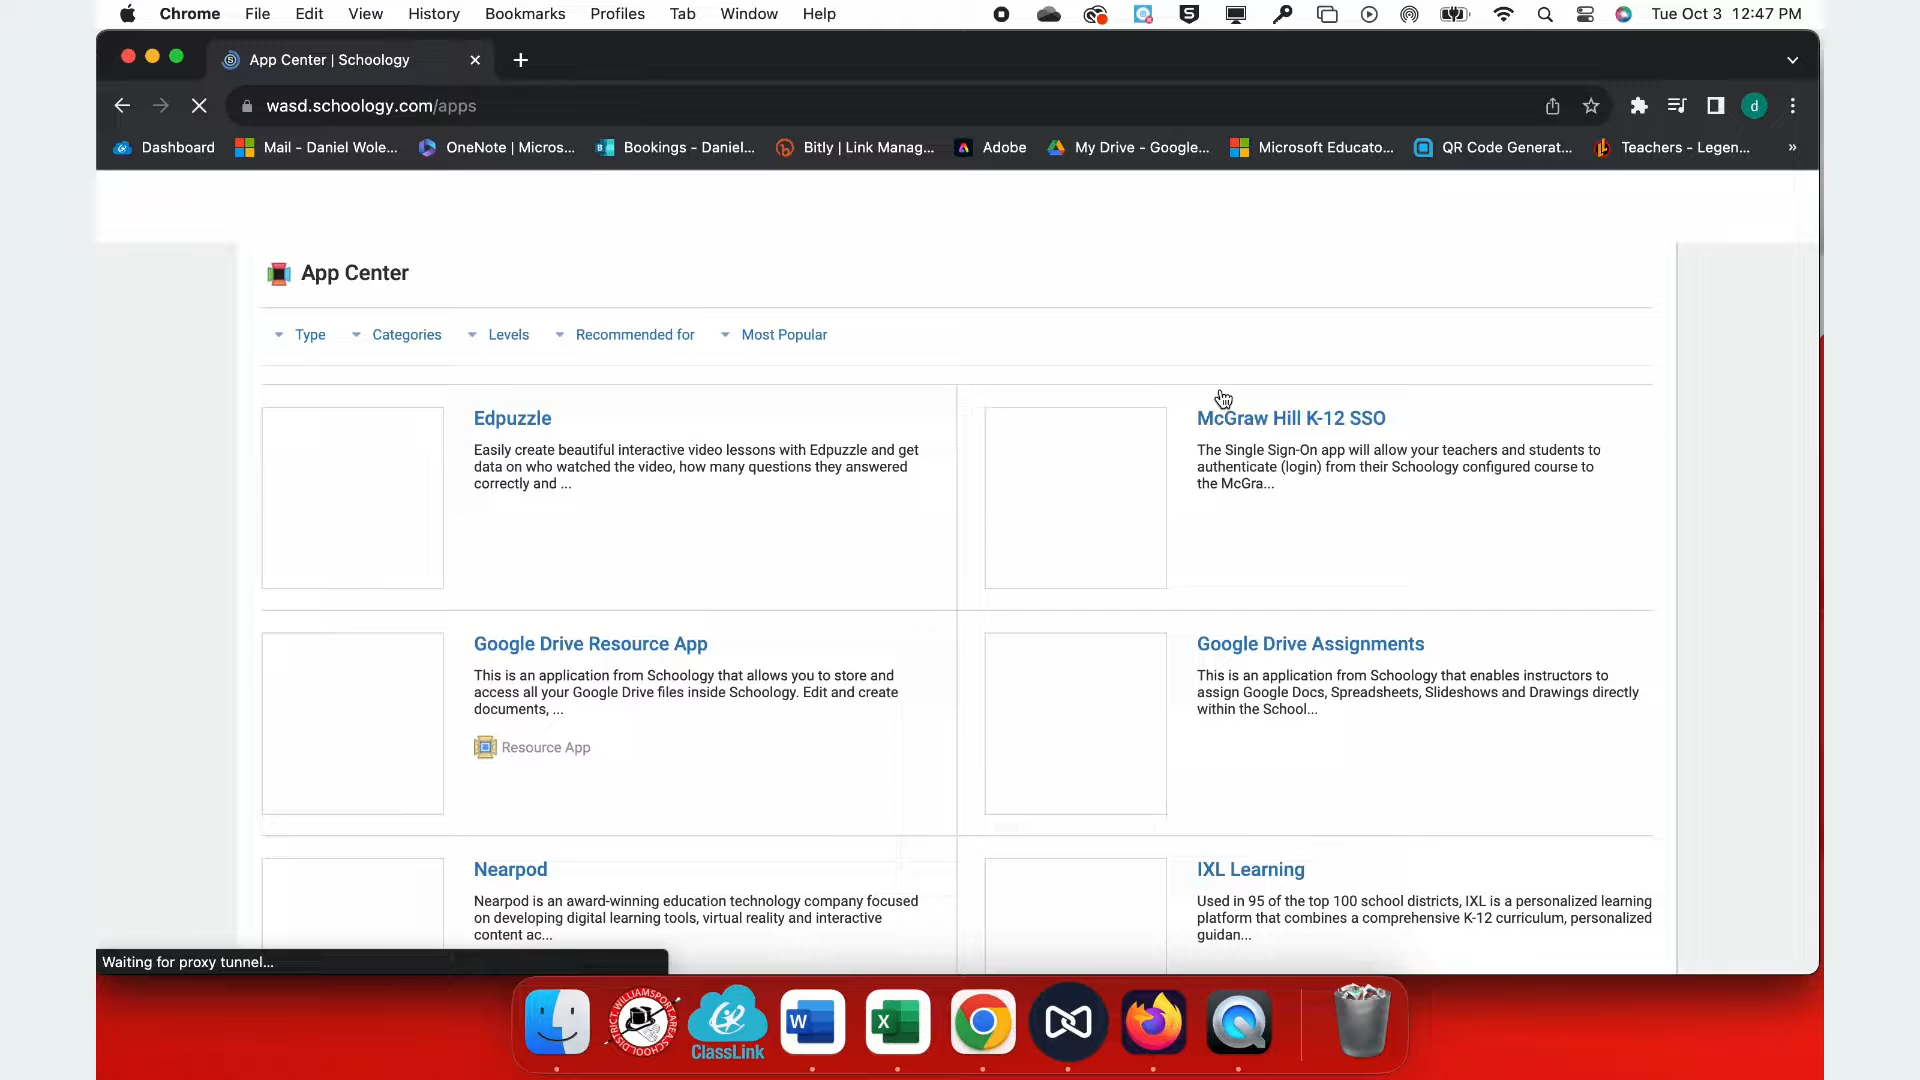 Chrome File Edit View History Bookmarks Profiles Tab Window Help Tue Oct 3 12:47 PM
App Center | Schoology
wasd.schoology.com/apps
d
Dashboard Mail - Daniel Wole... OneNote | Micros... Bookings - Daniel... Bitly | Link Manag... Adobe My Drive - Google... Microsoft Educato... QR Code Generat... Teachers - Legen... »
App Center
Type Categories Levels Recommended for Most Popular
Edpuzzle
Easily create beautiful interactive video lessons with Edpuzzle and get
data on who watched the video, how many questions they answered
correctly and ...
McGraw Hill K-12 SSO
The Single Sign-On app will allow your teachers and students to
authenticate (login) from their Schoology configured course to
the McGra...
Google Drive Resource App
This is an application from Schoology that allows you to store and
access all your Google Drive files inside Schoology. Edit and create
documents, ...
Resource App
Google Drive Assignments
This is an application from Schoology that enables instructors to
assign Google Docs, Spreadsheets, Slideshows and Drawings directly
within the School...
Nearpod
Nearpod is an award-winning education technology company focused
on developing digital learning tools, virtual reality and interactive
content ac...
IXL Learning
Used in 95 of the top 100 school districts, IXL is a personalized learning
platform that combines a comprehensive K-12 curriculum, personalized
guidan...
Waiting for proxy tunnel...
WILLIAMSPORT AREA SCHOOL DISTRICT
ClassLink
W
X